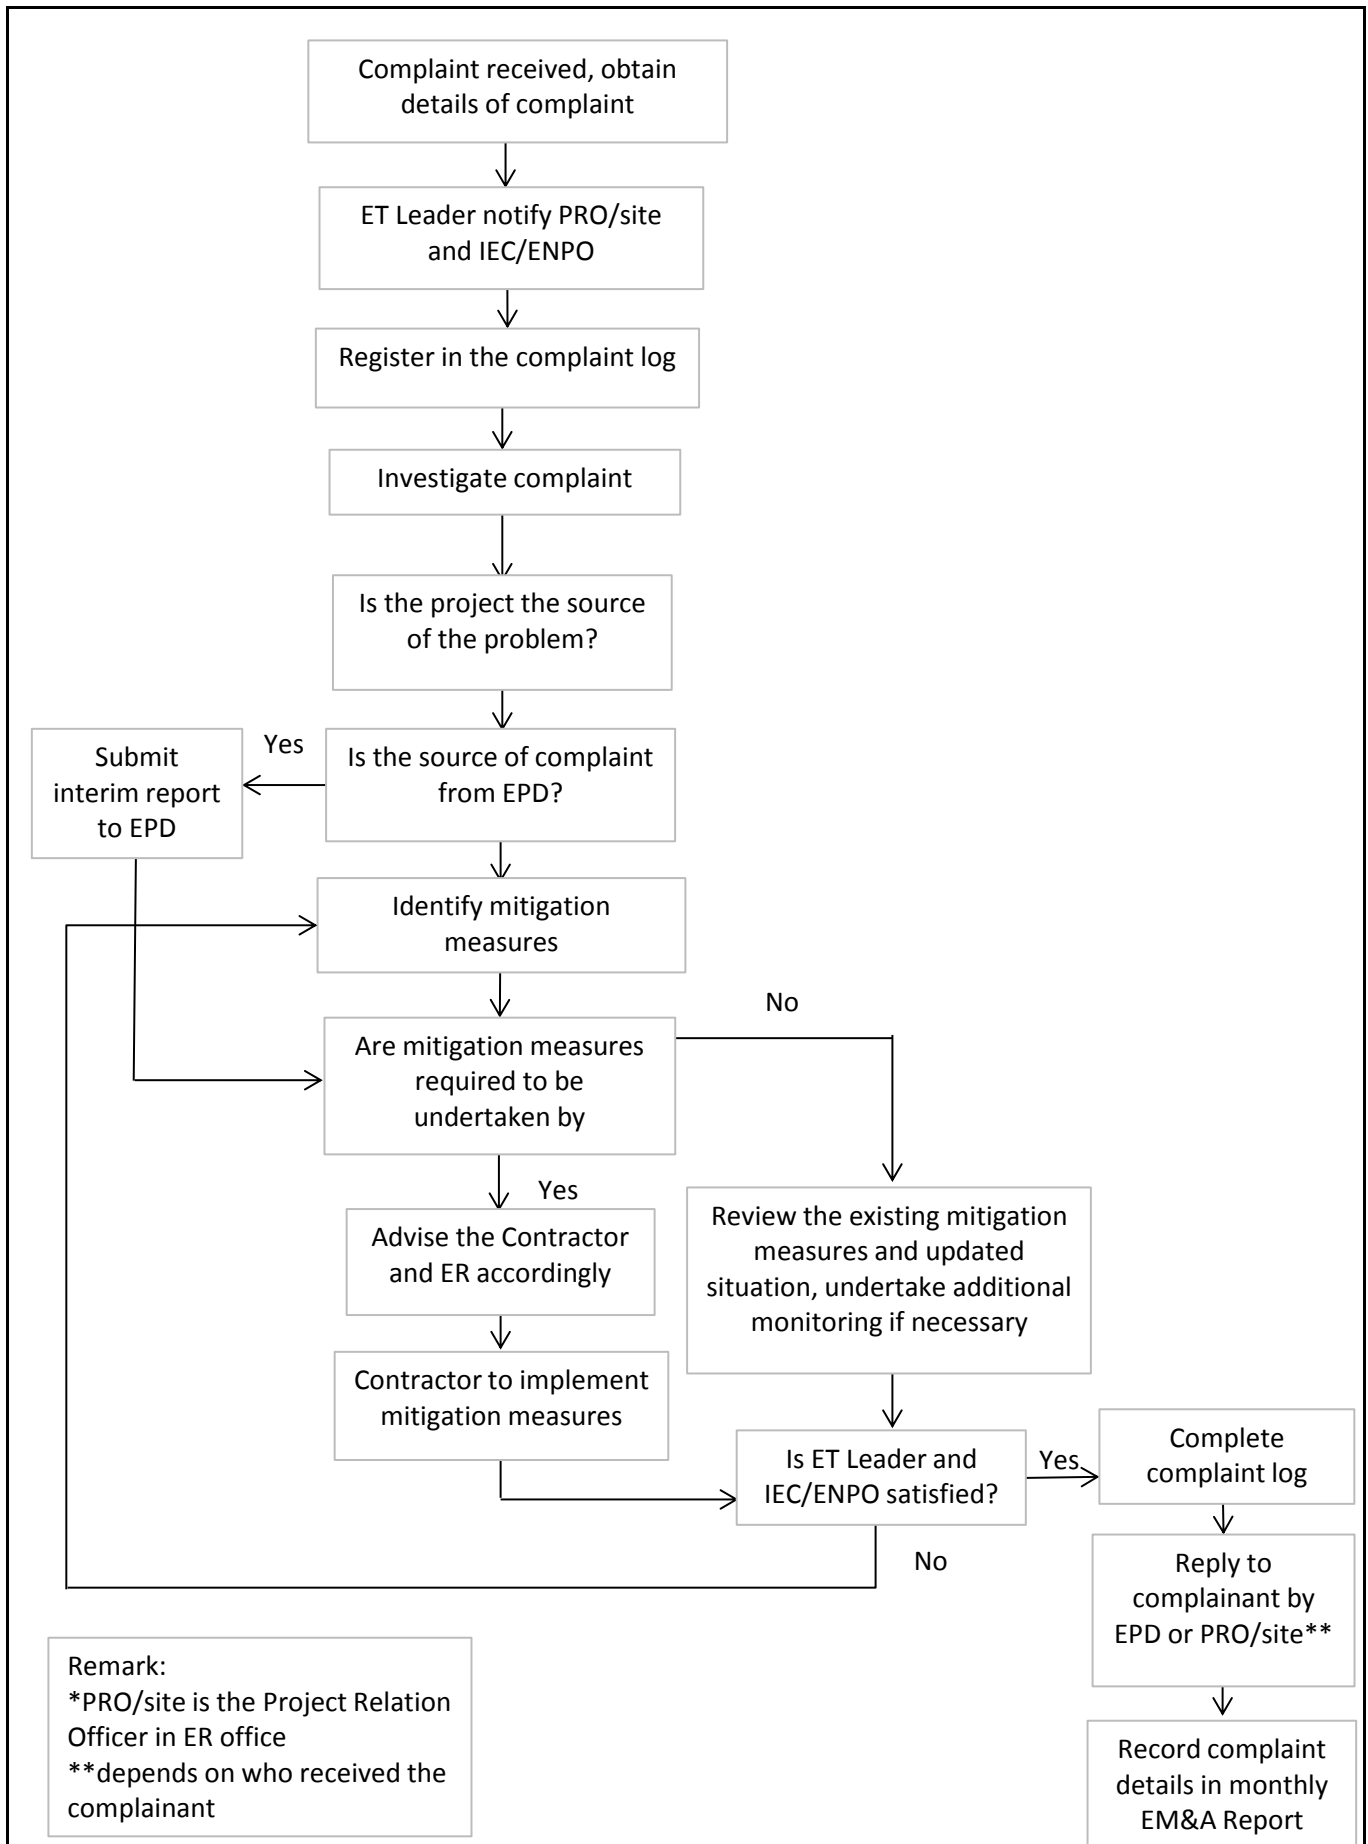 Complaint received, obtain
details of complaint
ET Leader notify PRO/site
and IEC/ENPO
Register in the complaint log
Investigate complaint
Is the project the source
of the problem?
Submit
interim report
to EPD
Yes
Is the source of complaint
from EPD?
Identify mitigation
measures
No
Are mitigation measures
required to be
undertaken by
Yes
Advise the Contractor
and ER accordingly
Review the existing mitigation
measures and updated
situation, undertake additional
monitoring if necessary
Contractor to implement
mitigation measures
Is ET Leader and
IEC/ENPO satisfied?
Yes
Complete
complaint log
No
Reply to
complainant by
EPD or PRO/site**
Remark:
*PRO/site is the Project Relation
Officer in ER office
**depends on who received the
complainant
Record complaint
details in monthly
EM&A Report